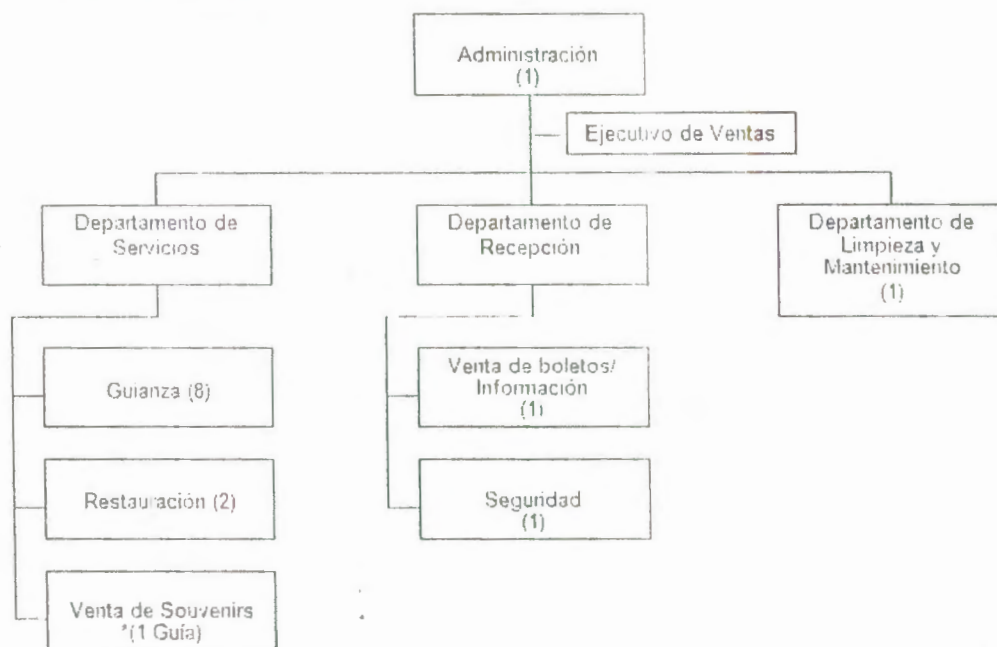 Administración
(1)
Ejecutivo de Ventas
Departamento de
Servicios
Departamento de
Recepción
Departamento de
Limpieza y
Mantenimiento
(1)
Guianza (8)
Venta de boletos/
Información
(1)
Restauración (2)
Seguridad
(1)
Venta de Souvenirs
*(1 Guía)